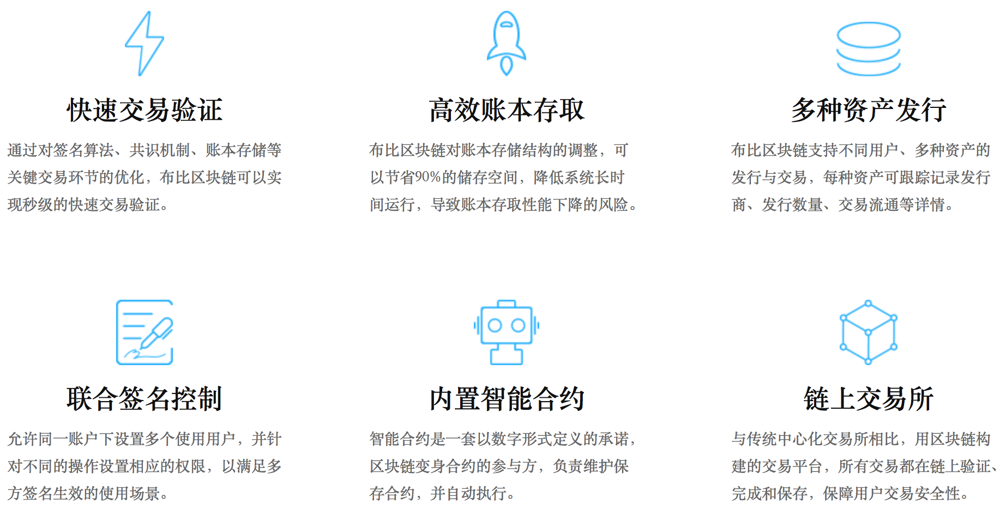 快速交易验证
通过对签名算法、共识机制、账本存储等
关键交易环节的优化，布比区块链可以实
现秒级的快速交易验证。
高效账本存取
布比区块链对账本存储结构的调整，可
以节省90%的储存空间，降低系统长时
间运行，导致账本存取性能下降的风险。
多种资产发行
布比区块链支持不同用户、多种资产的
发行与交易，每种资产可跟踪记录发行
商、发行数量、交易流通等详情。
联合签名控制
允许同一账户下设置多个使用用户，并针
对不同的操作设置相应的权限，以满足多
方签名生效的使用场景。
内置智能合约
智能合约是一套以数字形式定义的承诺，
区块链变身合约的参与方，负责维护保
存合约，并自动执行。
链上交易所
与传统中心化交易所相比，用区块链构
建的交易平台，所有交易都在链上验证、
完成和保存，保障用户交易安全性。